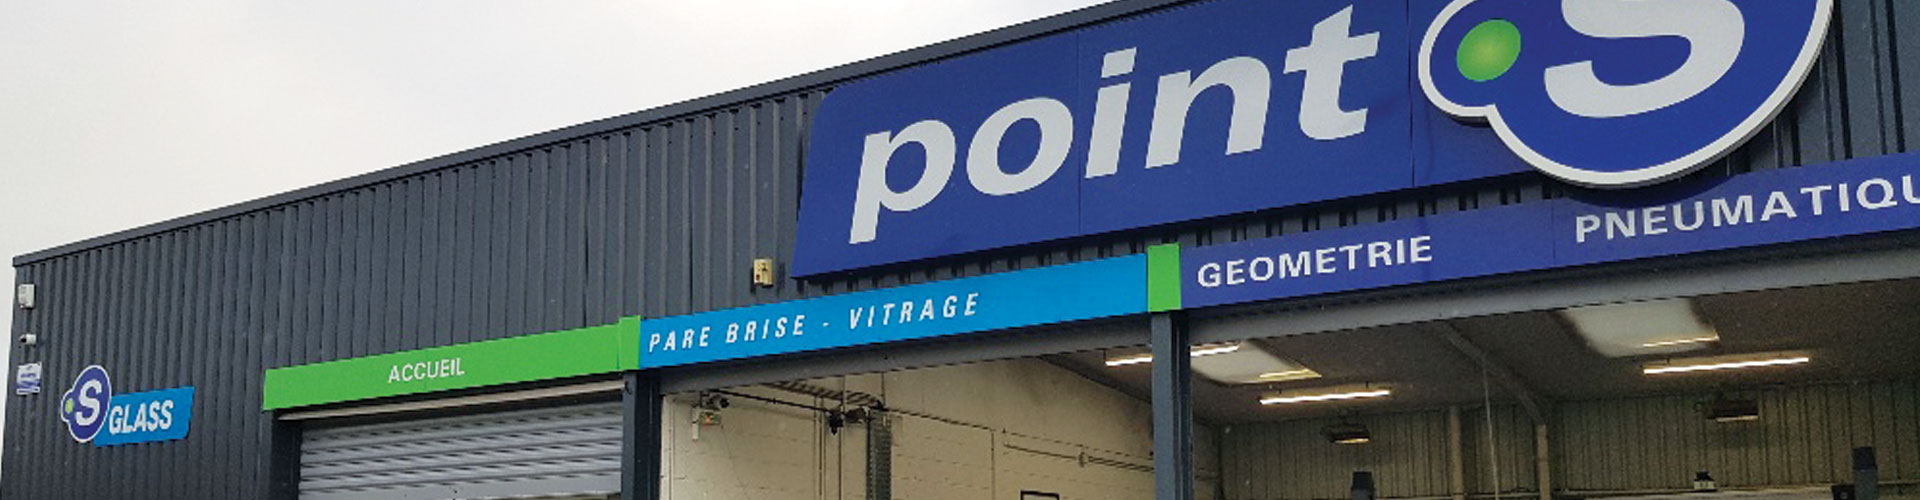 point S
ACCUEIL
PARE BRISE - VITRAGE
GEOMETRIE
PNEUMATIQU
S GLASS